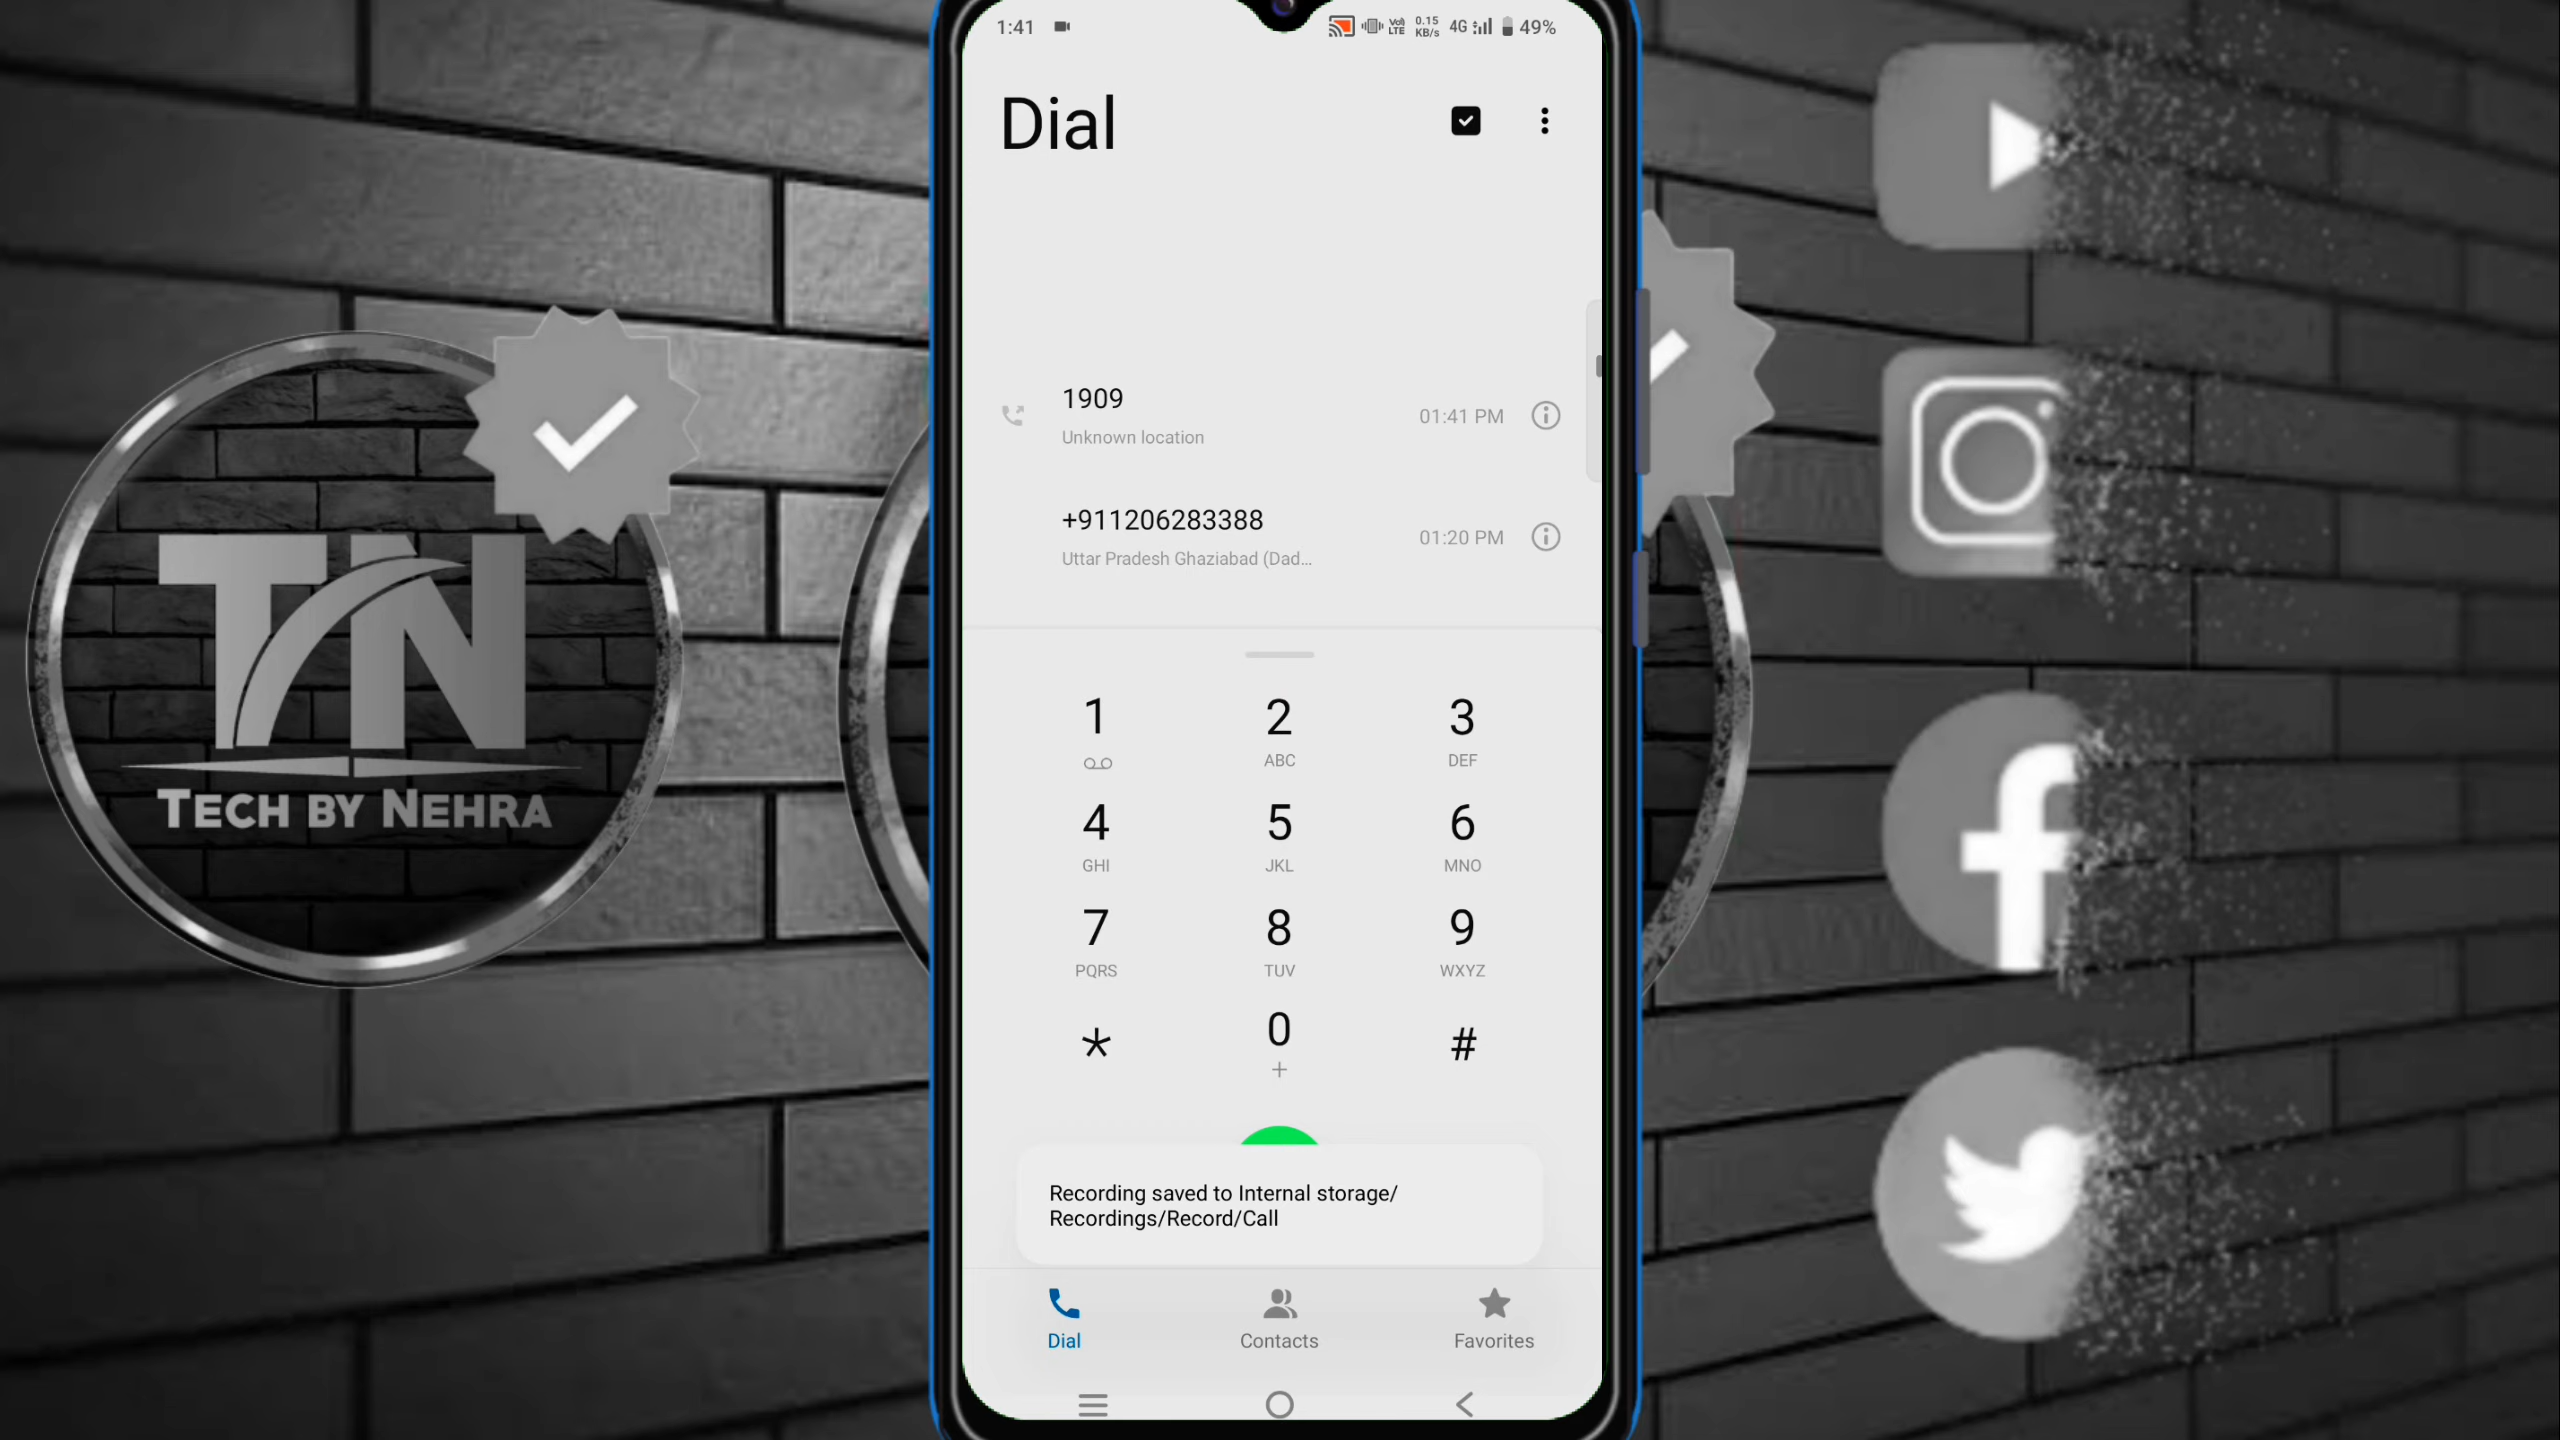 1:41
Vo)) LTE
0.15 KB/s
4G
49%
Dial
1909
01:41 PM
Unknown location
+911206283388
01:20 PM
Uttar Pradesh Ghaziabad (Dad...
1
2
3
ABC
DEF
4
5
6
GHI
JKL
MNO
7
8
9
PQRS
TUV
WXYZ
*
0
#
+
Recording saved to Internal storage/
Recordings/Record/Call
Dial
Contacts
Favorites
TN
TECH BY NEHRA